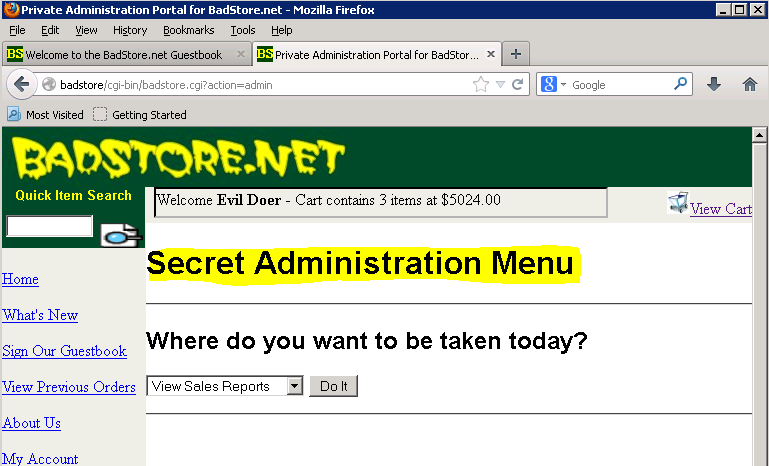 Private Administration Portal for BadStore.net - Mozilla Firefox
File Edit View History Bookmarks Tools Help
BS Welcome to the BadStore.net Guestbook
BS Private Administration Portal for BadStor...
badstore/cgi-bin/badstore.cgi?action=admin
Google
Most Visited Getting Started
BADSTORE.NET
Quick Item Search
Welcome Evil Doer - Cart contains 3 items at $5024.00
View Cart
Secret Administration Menu
Home
What's New
Sign Our Guestbook
View Previous Orders
About Us
My Account
Where do you want to be taken today?
View Sales Reports Do It